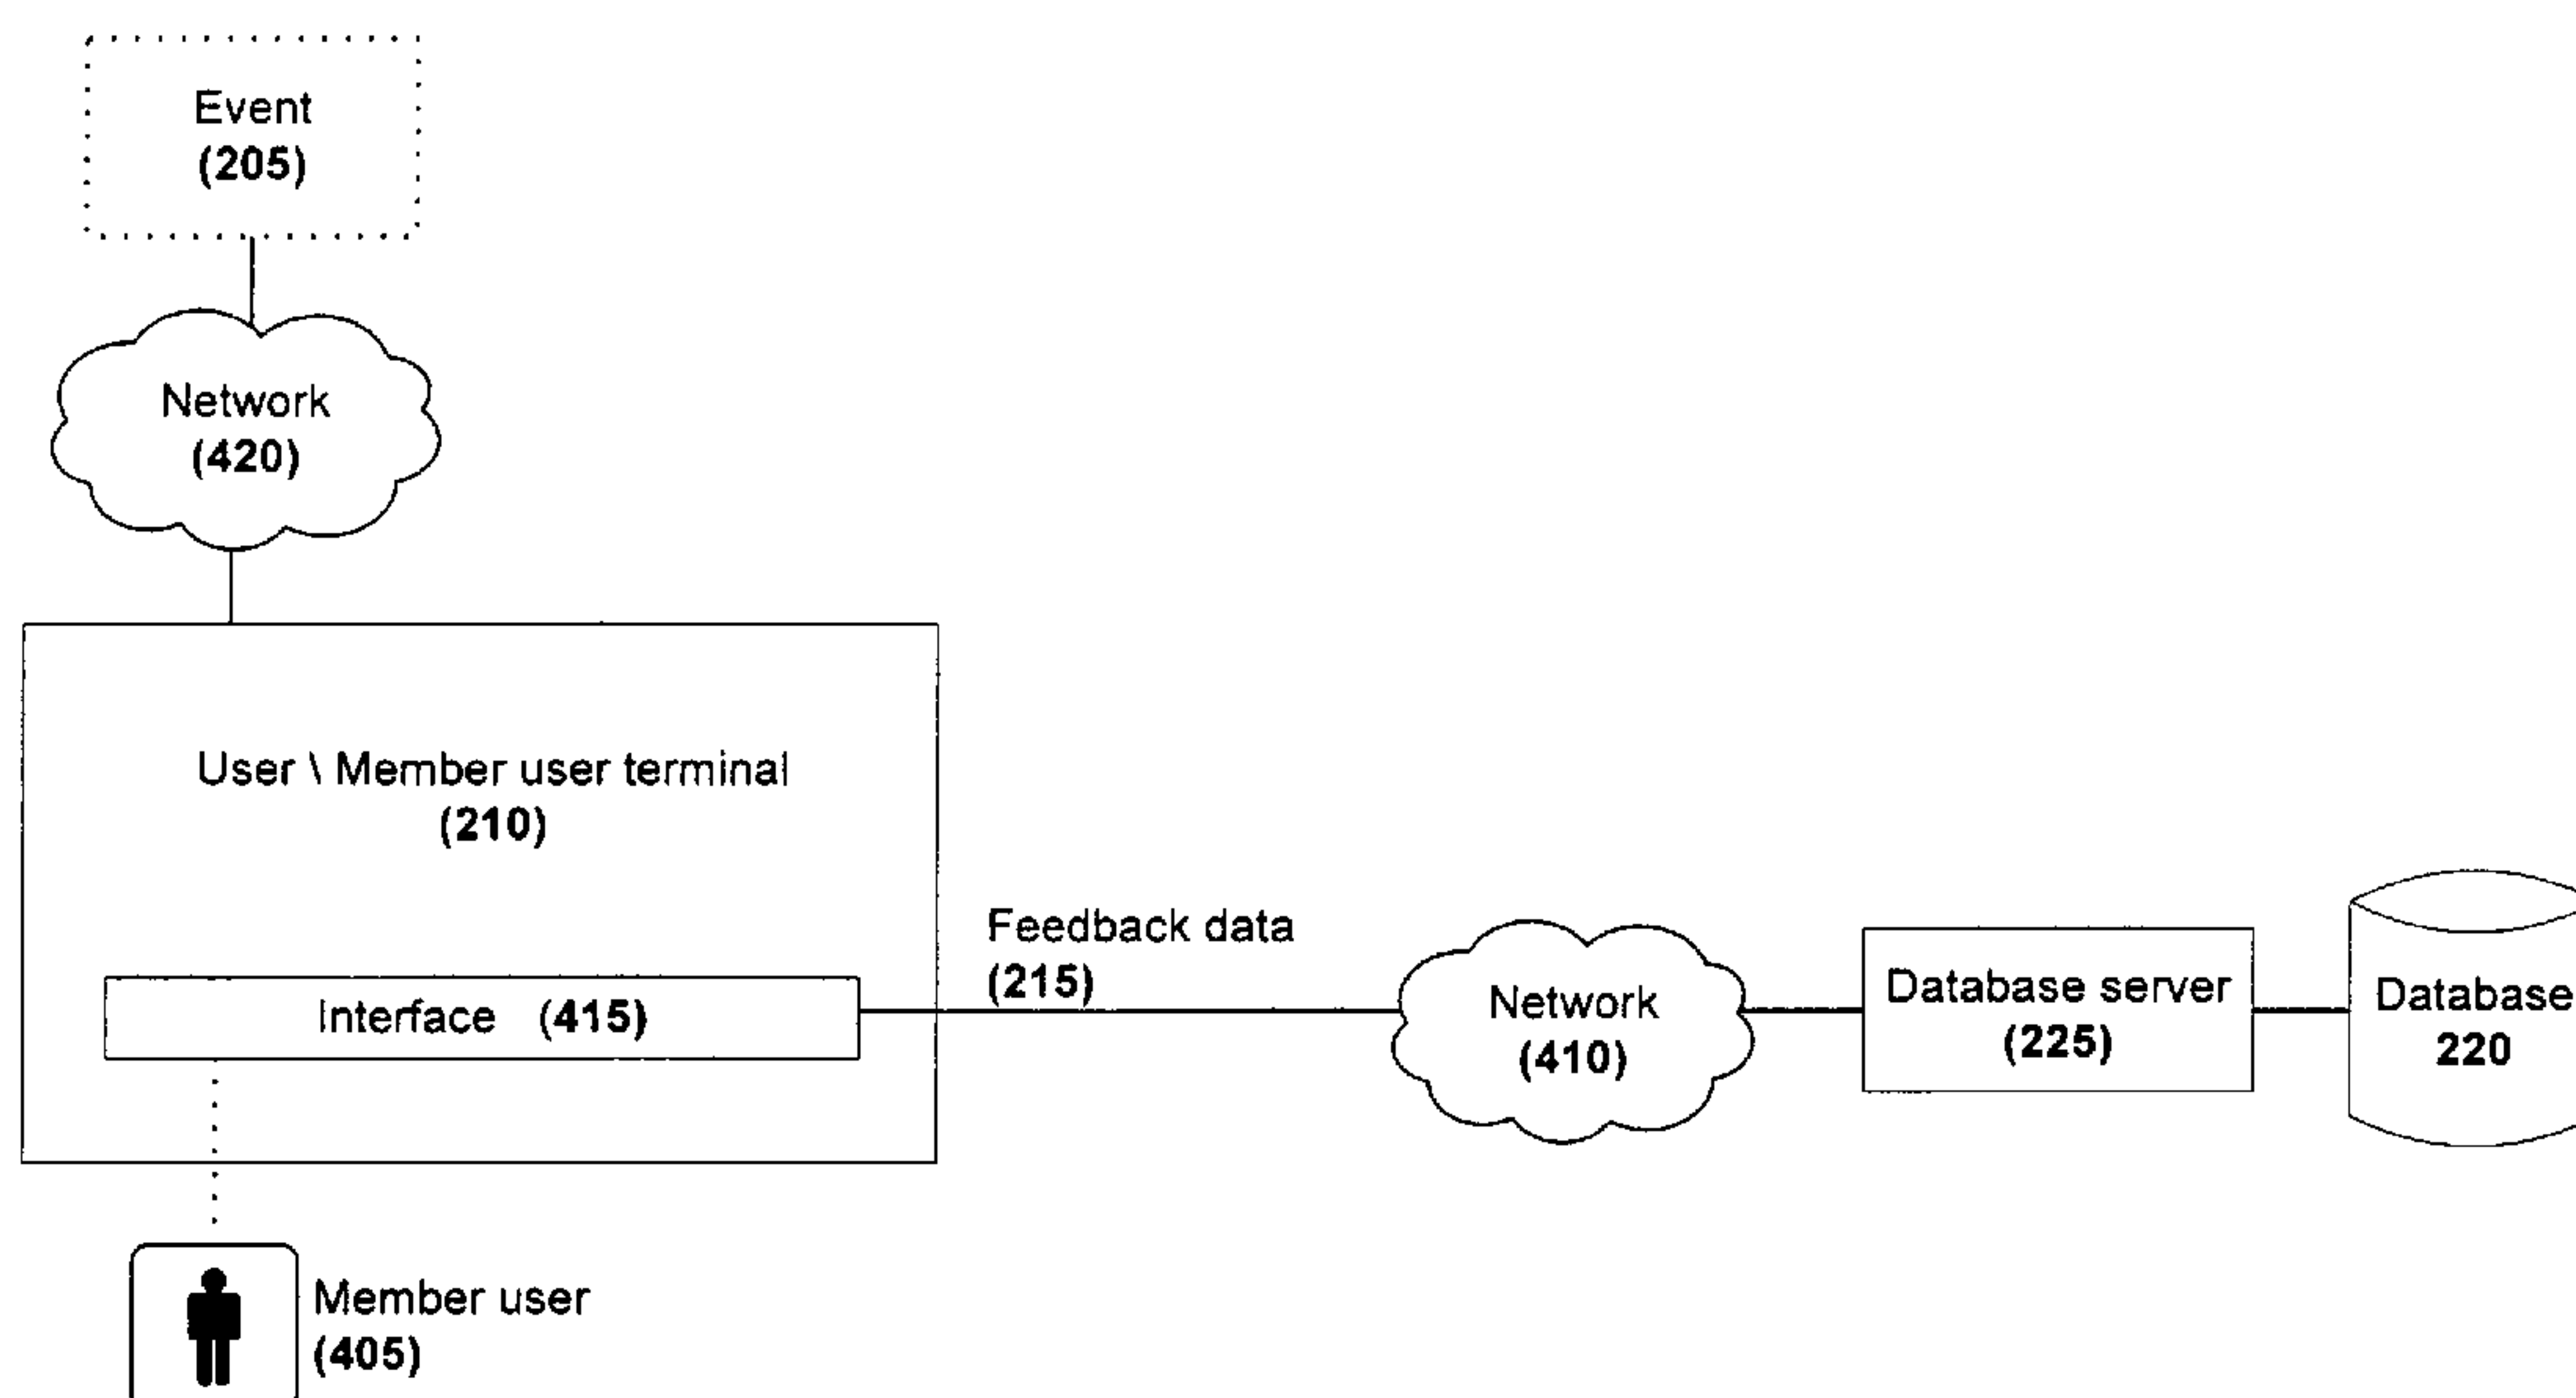 Event
(205)
Network
(420)
User \ Member user terminal
(210)
Interface (415)
Feedback data
(215)
Network
(410)
Database server
(225)
Database
220
Member user
(405)